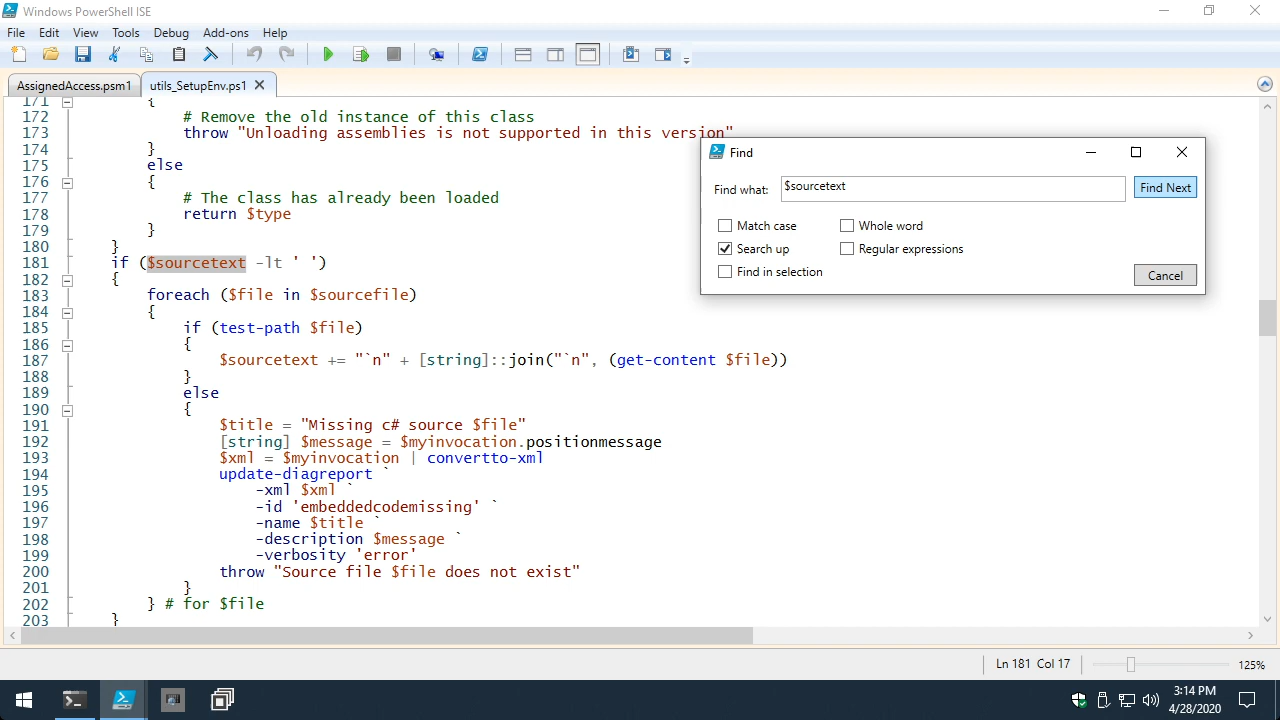 Windows PowerShell ISE
File Edit View Tools Debug Add-ons Help
AssignedAccess.psm1 utils_SetupEnv.ps1
171 {
172 # Remove the old instance of this class
173 throw "Unloading assemblies is not supported in this version"
174 }
175 else
176 {
177 # The class has already been loaded
178 return $type
179 }
180 }
181 if ($sourcetext -lt ' ')
182 {
183 foreach ($file in $sourcefile)
184 {
185 if (test-path $file)
186 {
187 $sourcetext += "`n" + [string]::join("`n", (get-content $file))
188 }
189 else
190 {
191 $title = "Missing c# source $file"
192 [string] $message = $myinvocation.positionmessage
193 $xml = $myinvocation | convertto-xml
194 update-diagreport `
195 -xml $xml `
196 -id 'embeddedcodemissing' `
197 -name $title `
198 -description $message `
199 -verbosity 'error'
200 throw "Source file $file does not exist"
201 }
202 } # for $file
203 }
Find
Find what: $sourcetext Find Next
Match case Whole word
Search up Regular expressions
Find in selection
Cancel
Ln 181 Col 17 125%
3:14 PM
4/28/2020